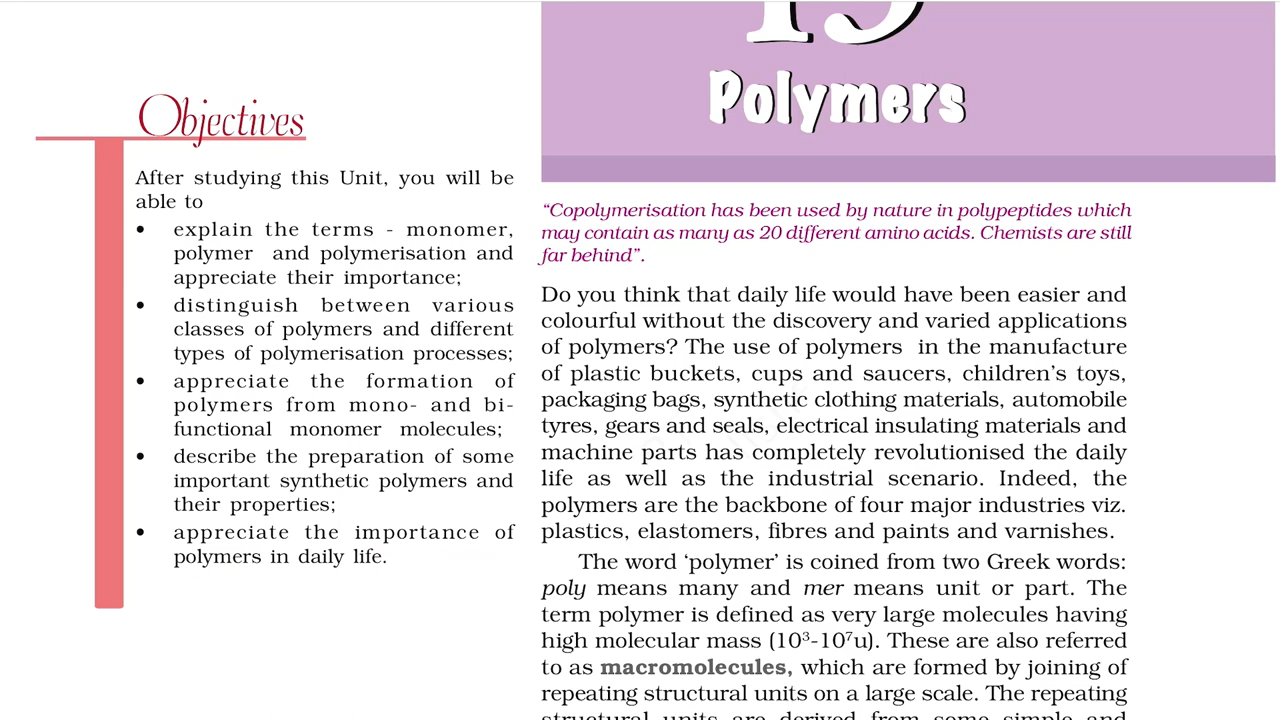 15
Polymers
Objectives
After studying this Unit, you will be
able to
• explain the terms - monomer,
polymer and polymerisation and
appreciate their importance;
• distinguish between various
classes of polymers and different
types of polymerisation processes;
• appreciate the formation of
polymers from mono- and bi-
functional monomer molecules;
• describe the preparation of some
important synthetic polymers and
their properties;
• appreciate the importance of
polymers in daily life.
“Copolymerisation has been used by nature in polypeptides which
may contain as many as 20 different amino acids. Chemists are still
far behind”.
Do you think that daily life would have been easier and
colourful without the discovery and varied applications
of polymers? The use of polymers in the manufacture
of plastic buckets, cups and saucers, children’s toys,
packaging bags, synthetic clothing materials, automobile
tyres, gears and seals, electrical insulating materials and
machine parts has completely revolutionised the daily
life as well as the industrial scenario. Indeed, the
polymers are the backbone of four major industries viz.
plastics, elastomers, fibres and paints and varnishes.
The word ‘polymer’ is coined from two Greek words:
poly means many and mer means unit or part. The
term polymer is defined as very large molecules having
high molecular mass (10³-10⁷u). These are also referred
to as macromolecules, which are formed by joining of
repeating structural units on a large scale. The repeating
structural units are derived from some simple and